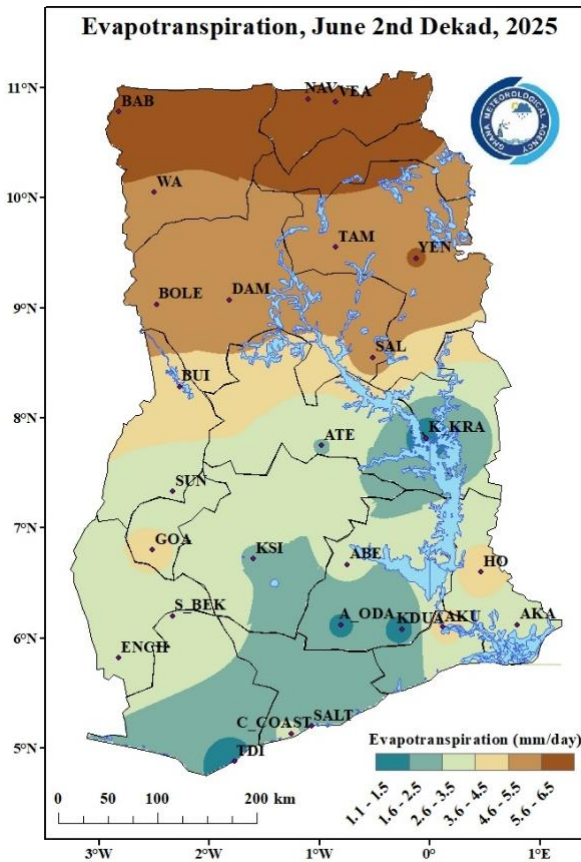 Evapotranspiration, June 2nd Dekad, 2025
11°N
10°N
9°N
8°N
7°N
6°N
5°N
GHANA METEOROLOGICAL AGENCY
BAB
NAV
VEA
WA
TAM
YEN
BOLE
DAM
SAL
BUI
K_KRA
ATE
SUN
GOA
KSI
ABE
HO
S_BEK
A_ODA
KDUA
AKU
AKA
ENCH
C_COAST
SALT
TDI
Evapotranspiration (mm/day)
1.1 - 1.5
1.6 - 2.5
2.6 - 3.5
3.6 - 4.5
4.6 - 5.5
5.6 - 6.5
0 50 100 200 km
3°W 2°W 1°W 0° 1°E